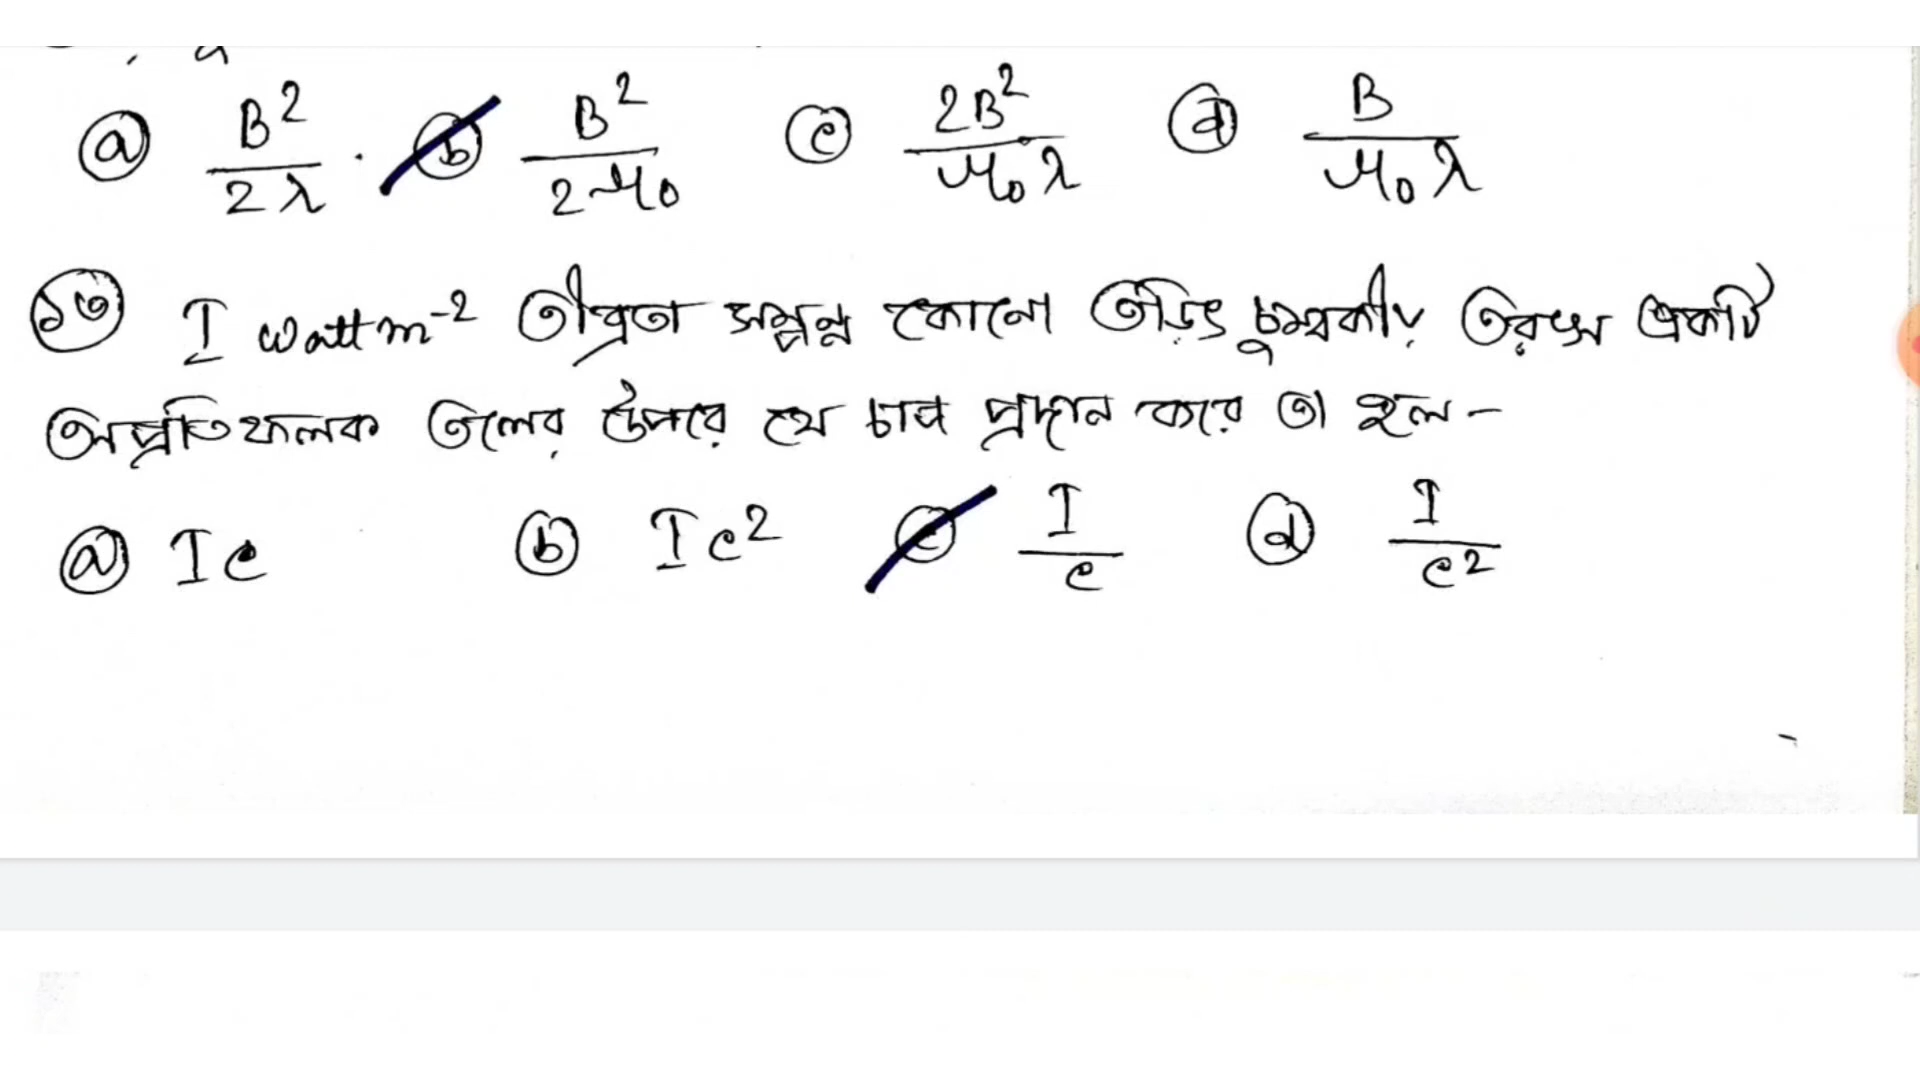 ⓐ B²/2λ . ⓑ B²/2μ₀ ⓒ 2B²/μ₀λ ⓓ B/μ₀λ
১৩ I watt m⁻² তীব্রতা সম্পন্ন কোনো তড়িৎ চুম্বকীয় তরঙ্গ একটি
অপ্রতিফলক তলের উপরে যে চাপ প্রদান করে তা হল -
ⓐ Ic ⓑ Ic² ⓒ I/c ⓓ I/c²